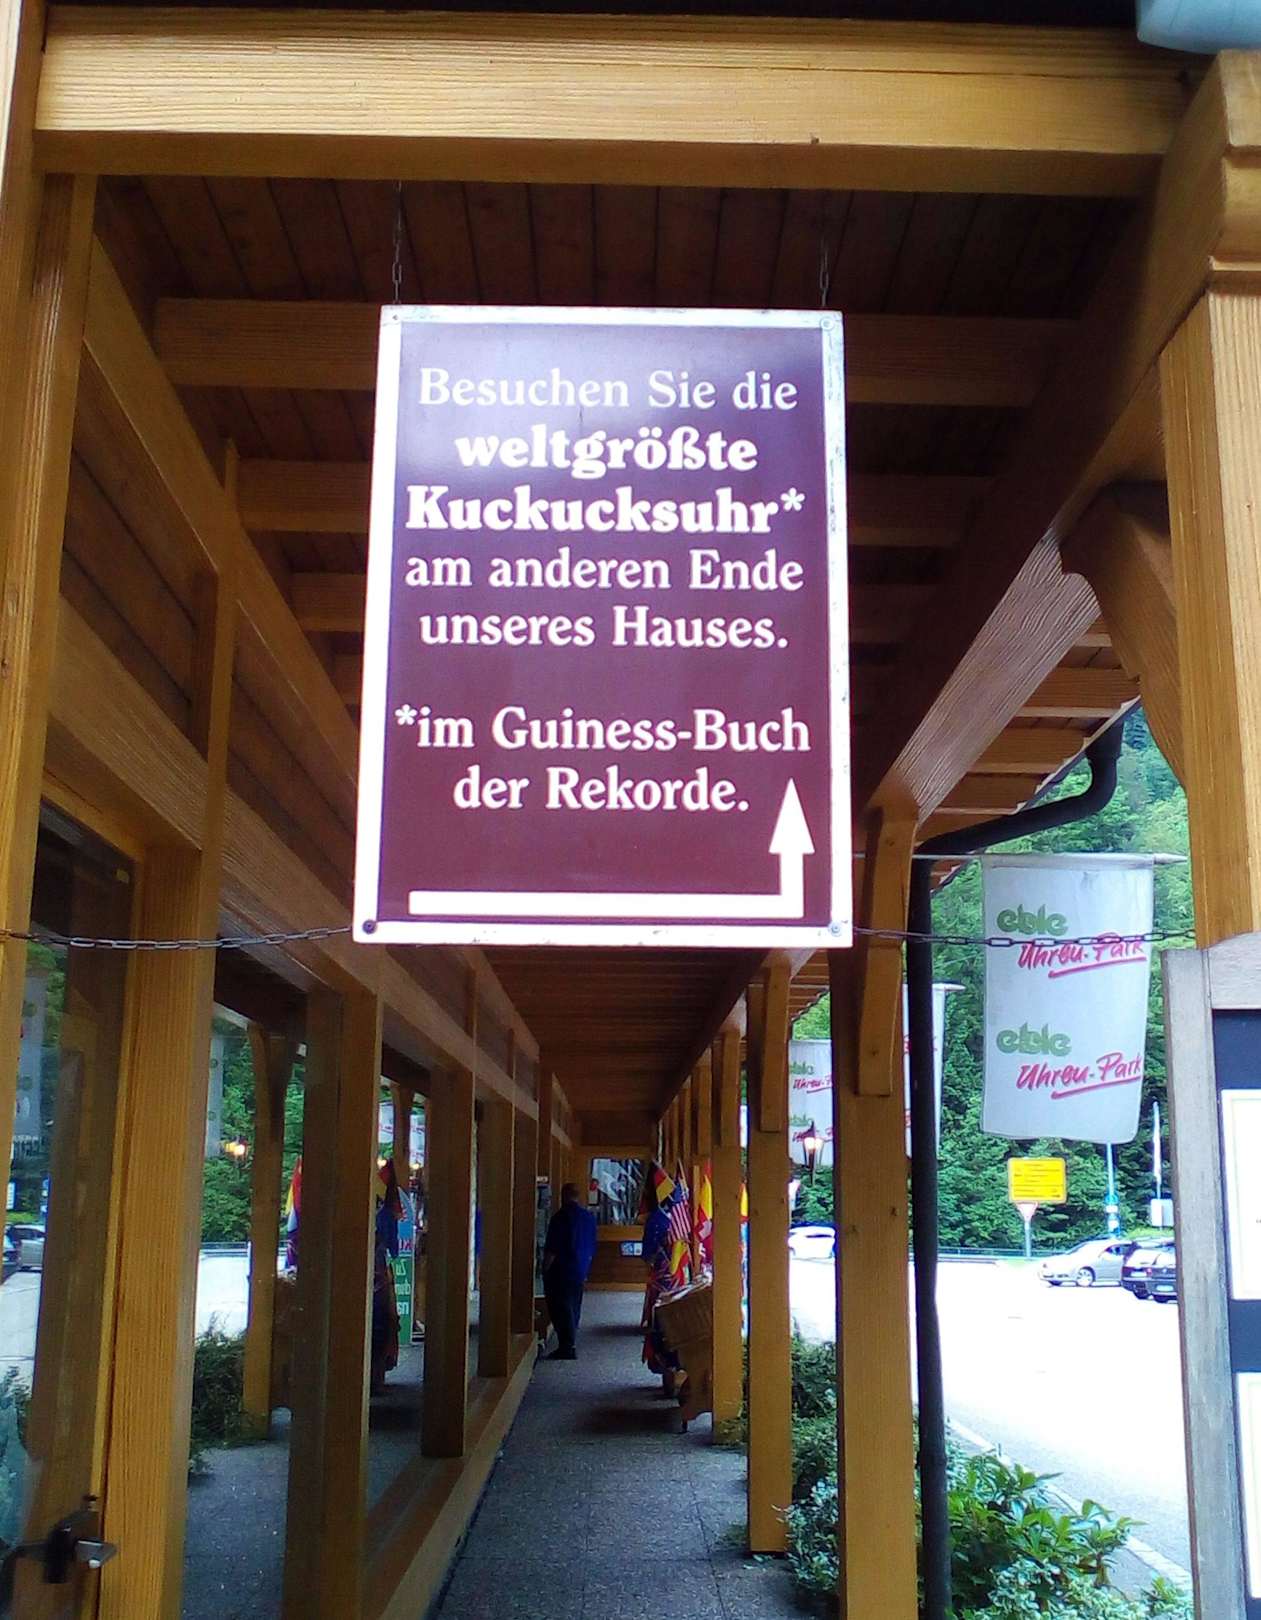 Besuchen Sie die
weltgrößte
Kuckucksuhr*
am anderen Ende
unseres Hauses.
*im Guiness-Buch
der Rekorde.
eble
Uhren-Park
eble
Uhren-Park